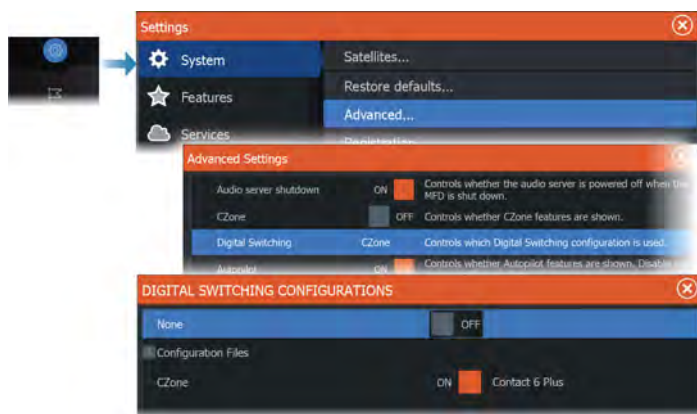 Settings
System
Satellites...
Features
Restore defaults...
Advanced...
Services
Registration
Advanced Settings
Audio server shutdown ON Controls whether the audio server is powered off when the
MFD is shut down.
CZone OFF Controls whether CZone features are shown.
Digital Switching CZone Controls which Digital Switching configuration is used.
Autopilot ON Controls whether Autopilot features are shown. Disable
DIGITAL SWITCHING CONFIGURATIONS
None OFF
Configuration Files
CZone ON Contact 6 Plus